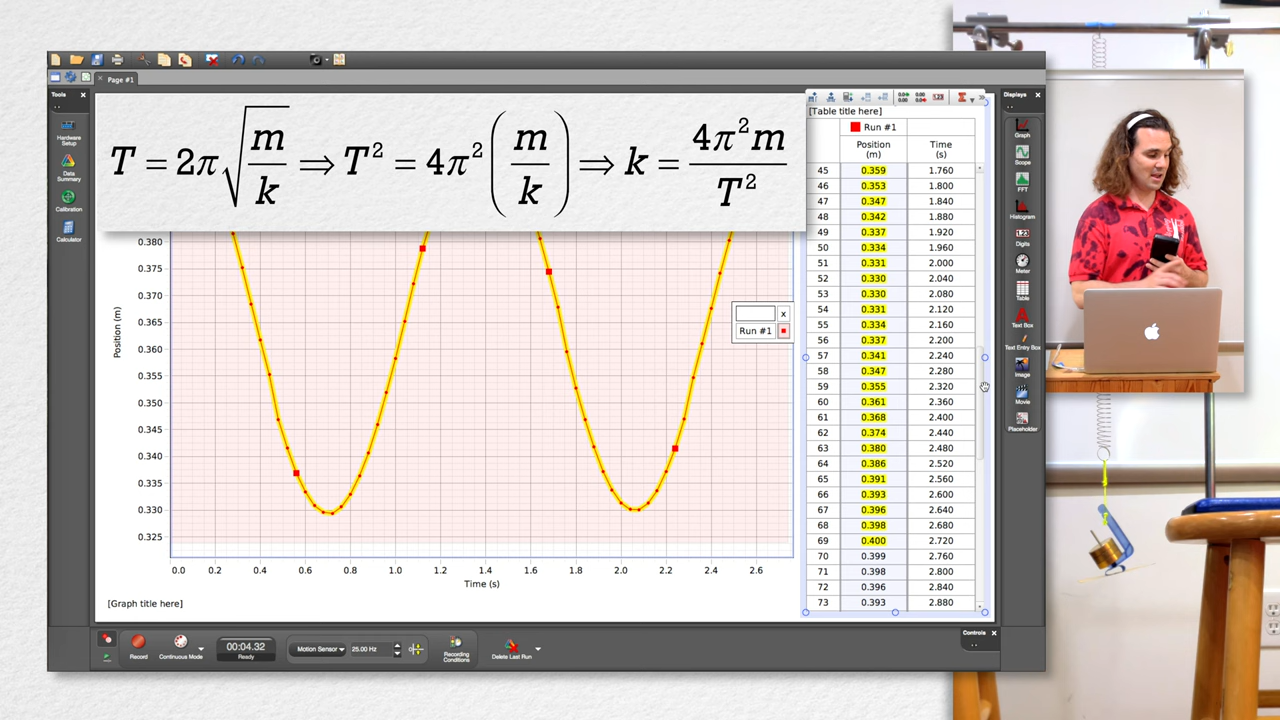 Page #1
Tools
Hardware Setup
Data Summary
Calibration
Calculator
T = 2π√(m/k) ⇒ T² = 4π² (m/k) ⇒ k = 4π²m/T²
Position (m)
0.380
0.375
0.370
0.365
0.360
0.355
0.350
0.345
0.340
0.335
0.330
0.325
0.0 0.2 0.4 0.6 0.8 1.0 1.2 1.4 1.6 1.8 2.0 2.2 2.4 2.6
Time (s)
[Graph title here]
x
Run #1
0.00 0.00 1.23
[Table title here]
Run #1
Position (m) Time (s)
45 0.359 1.760
46 0.353 1.800
47 0.347 1.840
48 0.342 1.880
49 0.337 1.920
50 0.334 1.960
51 0.331 2.000
52 0.330 2.040
53 0.330 2.080
54 0.331 2.120
55 0.334 2.160
56 0.337 2.200
57 0.341 2.240
58 0.347 2.280
59 0.355 2.320
60 0.361 2.360
61 0.368 2.400
62 0.374 2.440
63 0.380 2.480
64 0.386 2.520
65 0.391 2.560
66 0.393 2.600
67 0.396 2.640
68 0.398 2.680
69 0.400 2.720
70 0.399 2.760
71 0.398 2.800
72 0.396 2.840
73 0.393 2.880
Displays
Graph
Scope
FFT
Histogram
1.23
Digits
Meter
Table
Text Box
Text Entry Box
Image
Movie
Placeholder
Record
Continuous Mode
00:04.32
Ready
Motion Sensor
25.00 Hz
Recording Conditions
Delete Last Run
Controls